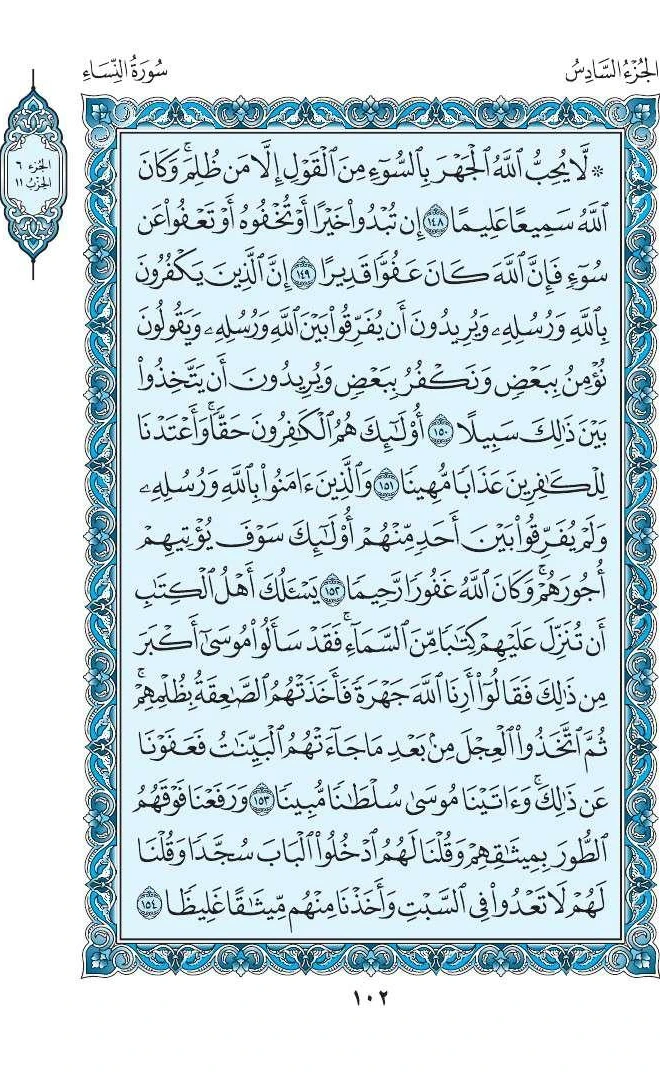 الجُزْءُ السَّادِسُ
سُورَةُ النِّسَاءِ
الجزء ٦
الحزب ١١
۞ لَّا يُحِبُّ ٱللَّهُ ٱلْجَهْرَ بِٱلسُّوٓءِ مِنَ ٱلْقَوْلِ إِلَّا مَن ظُلِمَۚ وَكَانَ
ٱللَّهُ سَمِيعًا عَلِيمًا ١٤٨ إِن تُبْدُوا۟ خَيْرًا أَوْ تُخْفُوهُ أَوْ تَعْفُوا۟ عَن
سُوٓءٍ فَإِنَّ ٱللَّهَ كَانَ عَفُوًّا قَدِيرًا ١٤٩ إِنَّ ٱلَّذِينَ يَكْفُرُونَ
بِٱللَّهِ وَرُسُلِهِۦ وَيُرِيدُونَ أَن يُفَرِّقُوا۟ بَيْنَ ٱللَّهِ وَرُسُلِهِۦ وَيَقُولُونَ
نُؤْمِنُ بِبَعْضٍ وَنَكْفُرُ بِبَعْضٍ وَيُرِيدُونَ أَن يَتَّخِذُوا۟
بَيْنَ ذَٰلِكَ سَبِيلًا ١٥٠ أُو۟لَٰٓئِكَ هُمُ ٱلْكَٰفِرُونَ حَقًّاۚ وَأَعْتَدْنَا
لِلْكَٰفِرِينَ عَذَابًا مُّهِينًا ١٥١ وَٱلَّذِينَ ءَامَنُوا۟ بِٱللَّهِ وَرُسُلِهِۦ
وَلَمْ يُفَرِّقُوا۟ بَيْنَ أَحَدٍ مِّنْهُمْ أُو۟لَٰٓئِكَ سَوْفَ يُؤْتِيهِمْ
أُجُورَهُمْۚ وَكَانَ ٱللَّهُ غَفُورًا رَّحِيمًا ١٥٢ يَسْـَٔلُكَ أَهْلُ ٱلْكِتَٰبِ
أَن تُنَزِّلَ عَلَيْهِمْ كِتَٰبًا مِّنَ ٱلسَّمَآءِۚ فَقَدْ سَأَلُوا۟ مُوسَىٰٓ أَكْبَرَ
مِن ذَٰلِكَ فَقَالُوٓا۟ أَرِنَا ٱللَّهَ جَهْرَةً فَأَخَذَتْهُمُ ٱلصَّٰعِقَةُ بِظُلْمِهِمْۚ
ثُمَّ ٱتَّخَذُوا۟ ٱلْعِجْلَ مِنۢ بَعْدِ مَا جَآءَتْهُمُ ٱلْبَيِّنَٰتُ فَعَفَوْنَا
عَن ذَٰلِكَۚ وَءَاتَيْنَا مُوسَىٰ سُلْطَٰنًا مُّبِينًا ١٥٣ وَرَفَعْنَا فَوْقَهُمُ
ٱلطُّورَ بِمِيثَٰقِهِمْ وَقُلْنَا لَهُمُ ٱدْخُلُوا۟ ٱلْبَابَ سُجَّدًا وَقُلْنَا
لَهُمْ لَا تَعْدُوا۟ فِى ٱلسَّبْتِ وَأَخَذْنَا مِنْهُم مِّيثَٰقًا غَلِيظًا ١٥٤
١٠٢